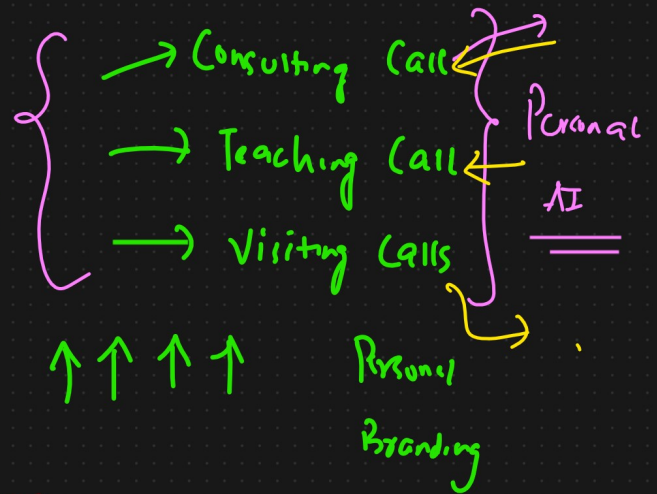 Consulting Call
Teaching Call
Visiting Calls
Personal
AI
Personal
Branding